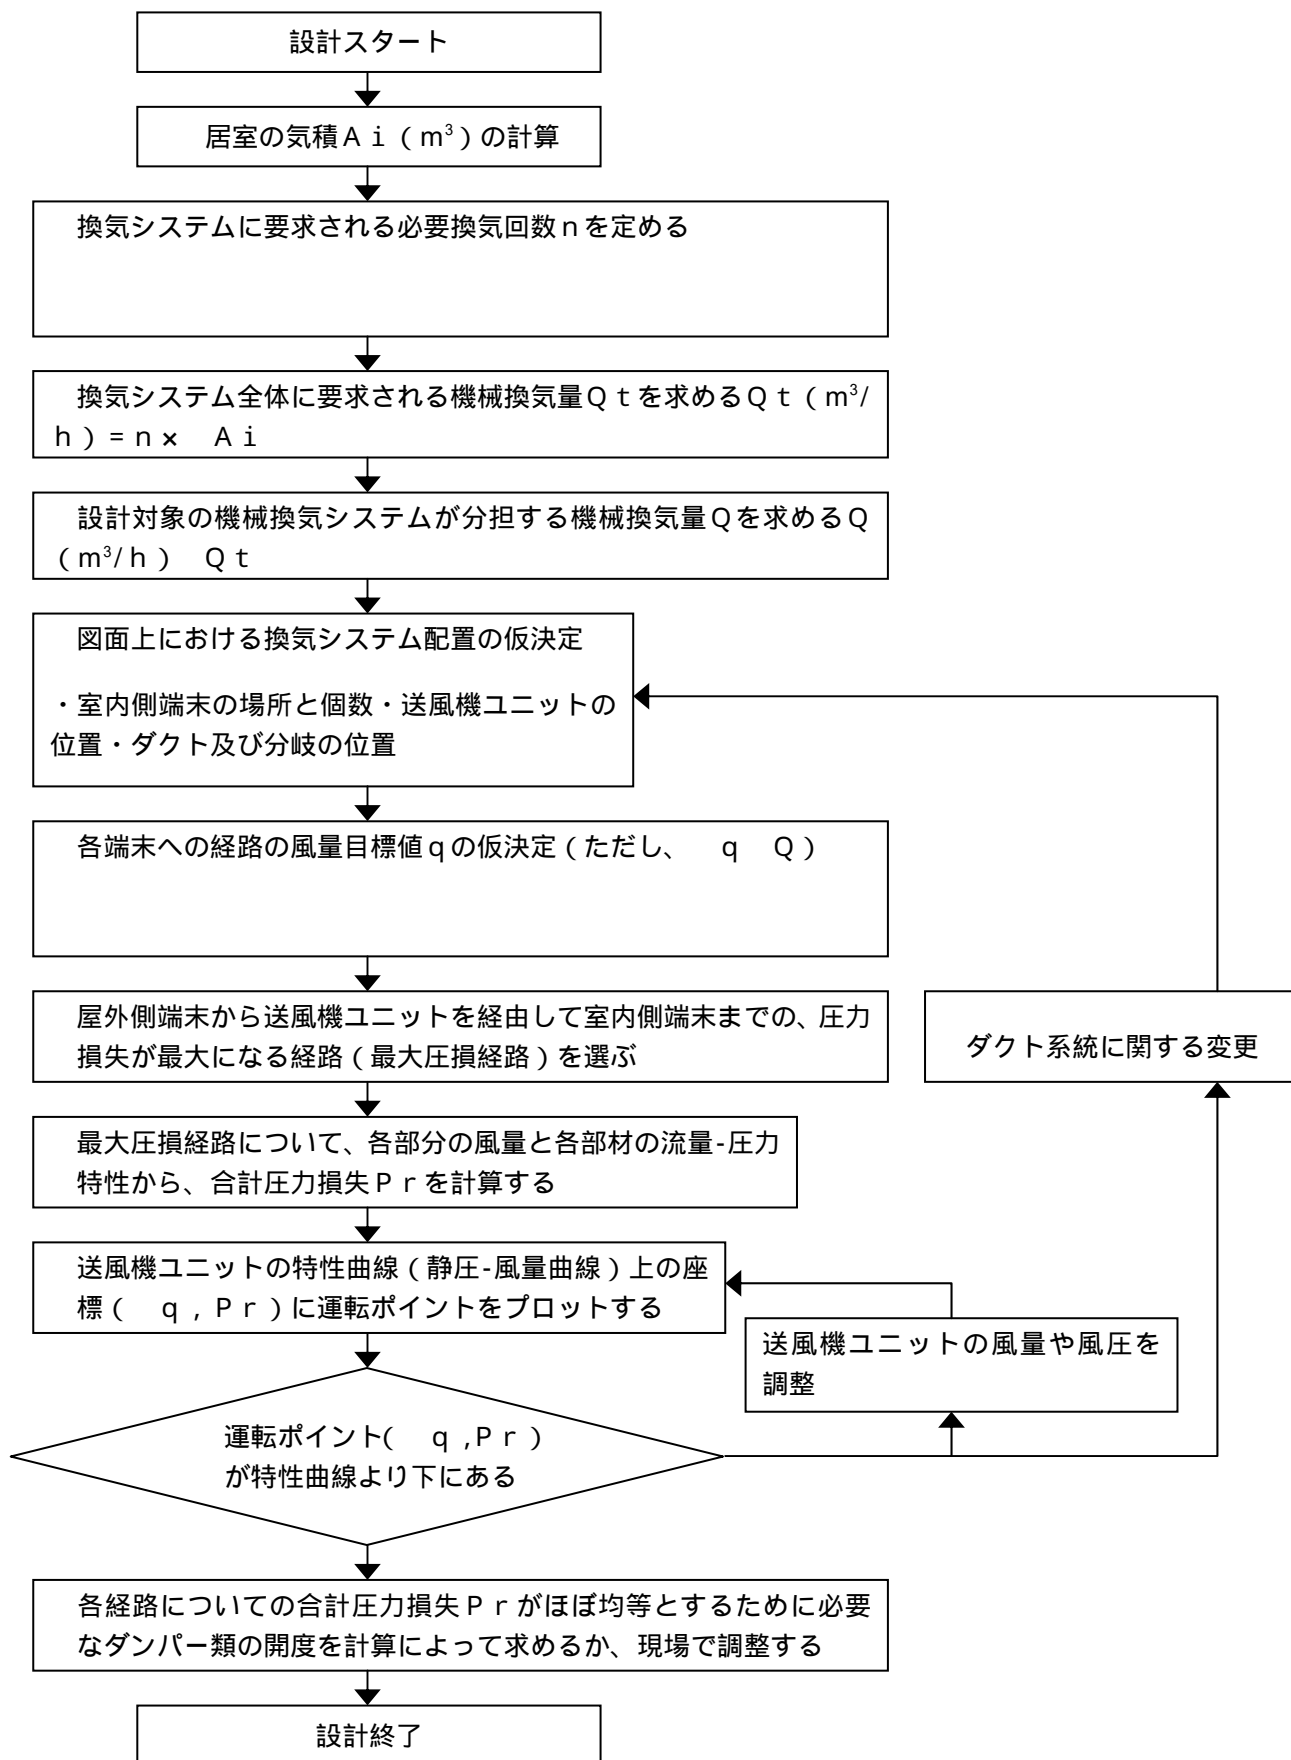 設計スタート
居室の気積Ａｉ（m³）の計算
換気システムに要求される必要換気回数ｎを定める
換気システム全体に要求される機械換気量Ｑｔを求めるＱｔ（m³/
ｈ）=ｎ×　Ａｉ
設計対象の機械換気システムが分担する機械換気量Ｑを求めるＱ
（m³/ｈ）　Ｑｔ
図面上における換気システム配置の仮決定
・室内側端末の場所と個数・送風機ユニットの
位置・ダクト及び分岐の位置
各端末への経路の風量目標値ｑの仮決定（ただし、　ｑ　Ｑ）
屋外側端末から送風機ユニットを経由して室内側端末までの、圧力
損失が最大になる経路（最大圧損経路）を選ぶ
ダクト系統に関する変更
最大圧損経路について、各部分の風量と各部材の流量-圧力
特性から、合計圧力損失Ｐｒを計算する
送風機ユニットの特性曲線（静圧-風量曲線）上の座
標（　ｑ，Ｐｒ）に運転ポイントをプロットする
送風機ユニットの風量や風圧を
調整
運転ポイント(　ｑ,Ｐｒ）
が特性曲線より下にある
各経路についての合計圧力損失Ｐｒがほぼ均等とするために必要
なダンパー類の開度を計算によって求めるか、現場で調整する
設計終了